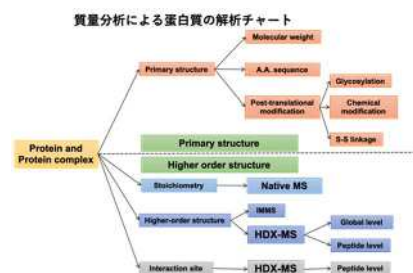 質量分析による蛋白質の解析チャート
Molecular weight
Primary structure
A.A. sequence
Glycosylation
Post-translational
modification
Chemical
modification
S-S linkage
Protein and
Protein complex
Primary structure
Higher order structure
Stoichiometry
Native MS
IMMS
Higher-order structure
HDX-MS
Global level
Peptide level
Interaction site
HDX-MS
Peptide level